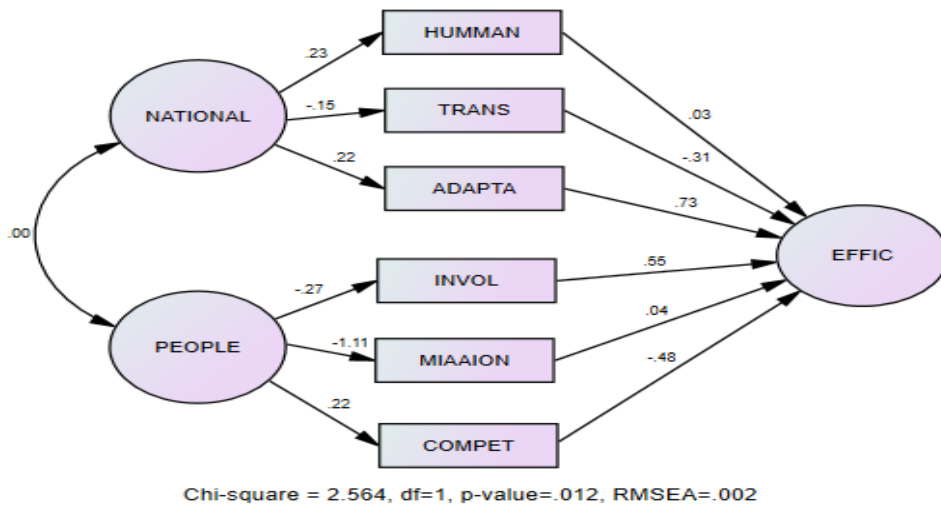 HUMMAN
.23
NATIONAL
-.15
TRANS
.03
-.31
.22
ADAPTA
.73
.00
EFFIC
INVOL
.55
-.27
PEOPLE
-1.11
MIAAION
.04
-.48
.22
COMPET
Chi-square = 2.564, df=1, p-value=.012, RMSEA=.002